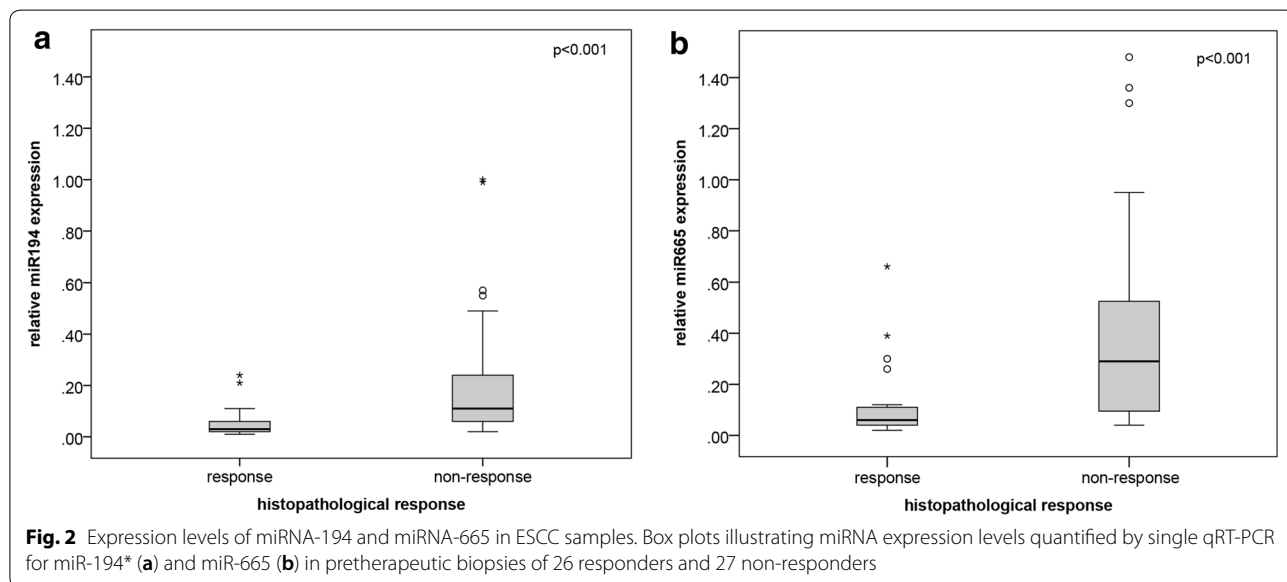 a
p<0.001
relative miR194 expression
1.40
1.20
1.00
.80
.60
.40
.20
.00
response
non-response
histopathological response
b
p<0.001
relative miR665 expression
1.40
1.20
1.00
.80
.60
.40
.20
.00
response
non-response
histopathological response
Fig. 2 Expression levels of miRNA-194 and miRNA-665 in ESCC samples. Box plots illustrating miRNA expression levels quantified by single qRT-PCR
for miR-194* (a) and miR-665 (b) in pretherapeutic biopsies of 26 responders and 27 non-responders